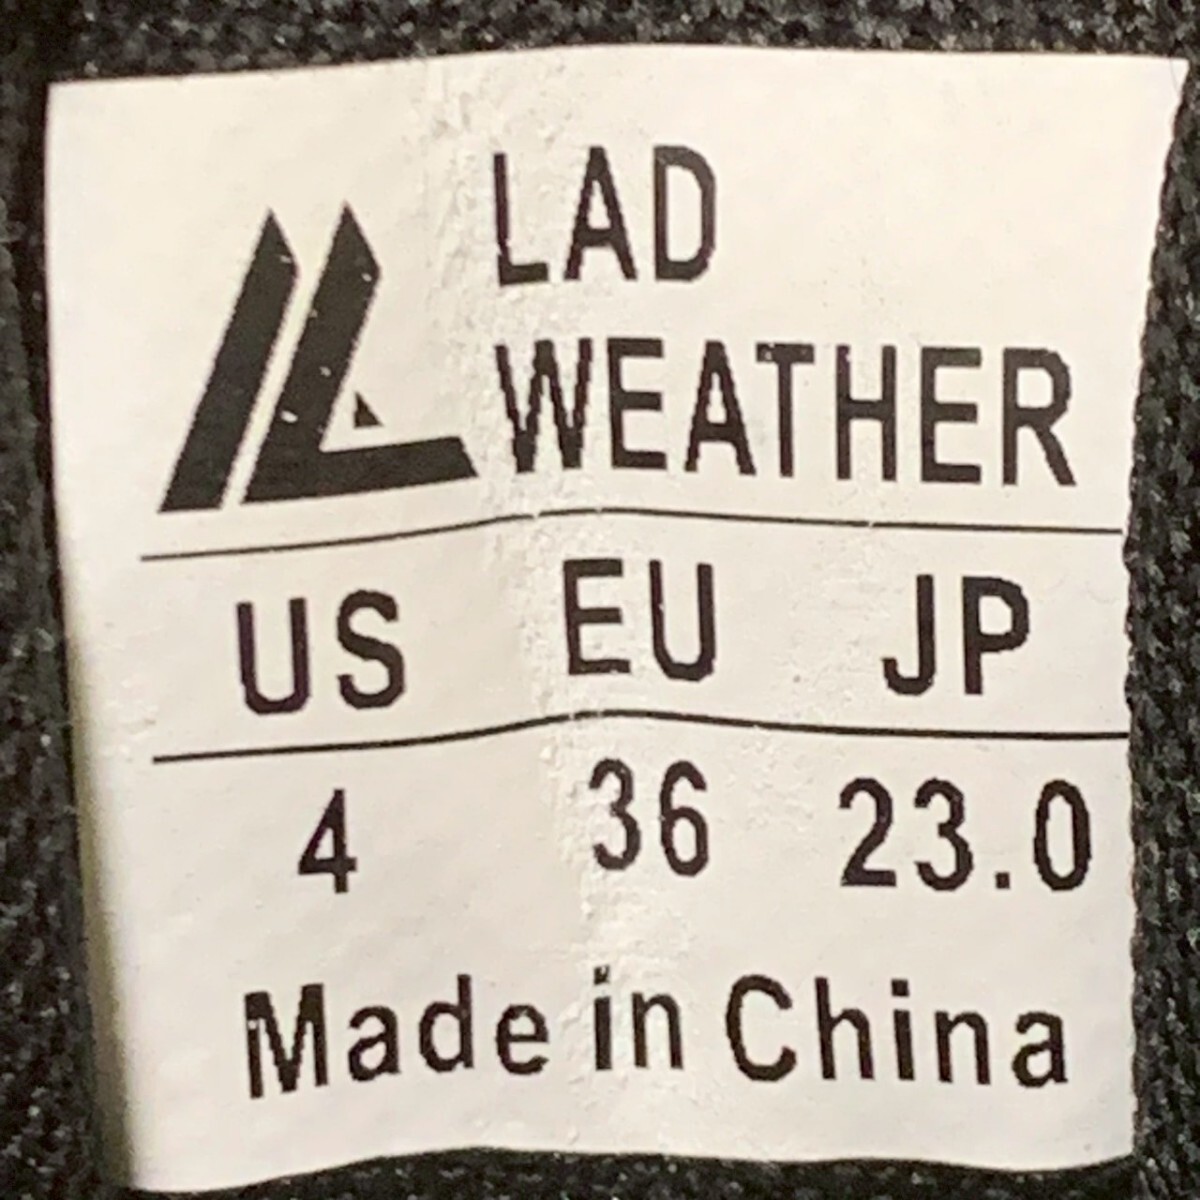 LAD
WEATHER
US EU JP
4 36 23.0
Made in China